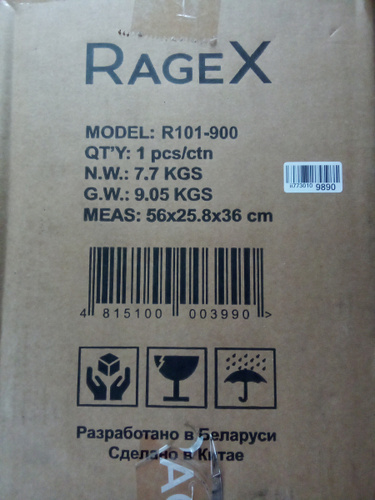 RAGEX
MODEL: R101-900
QT'Y: 1 pcs/ctn
N.W.: 7.7 KGS
G.W.: 9.05 KGS
MEAS: 56x25.8x36 cm
0773010 9890
4 815100 003990 >
Разработано в Беларуси
Сделано в Китае